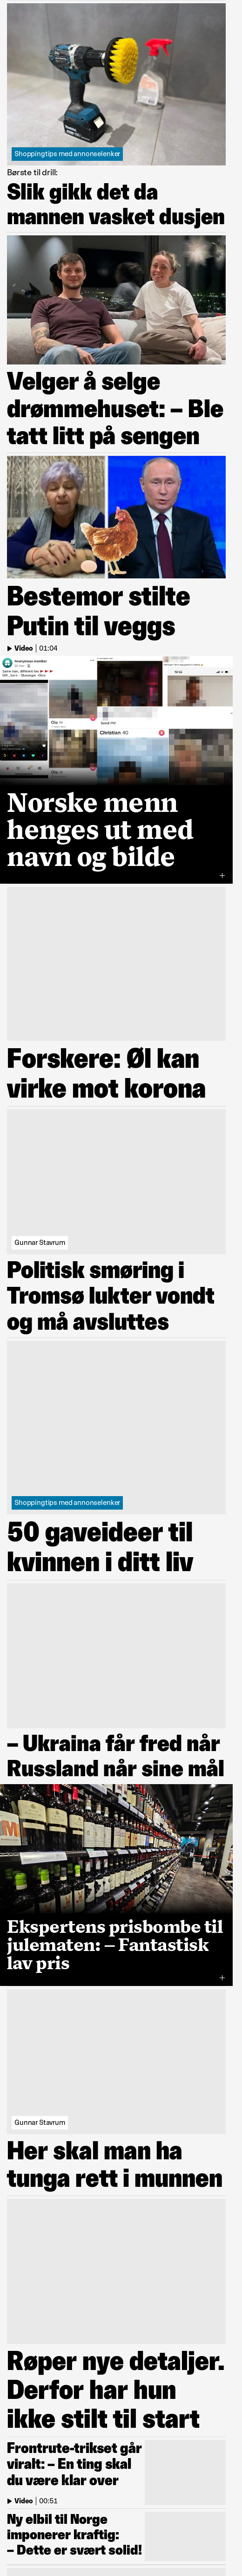 Shoppingtips med annonselenker
Børste til drill:
Slik gikk det da
mannen vasket dusjen
Velger å selge
drømmehuset: – Ble
tatt litt på sengen
Bestemor stilte
Putin til veggs
Video | 01:04
Christian 40
Norske menn
henges ut med
navn og bilde
+
Forskere: Øl kan
virke mot korona
Gunnar Stavrum
Politisk smøring i
Tromsø lukter vondt
og må avsluttes
Shoppingtips med annonselenker
50 gaveideer til
kvinnen i ditt liv
– Ukraina får fred når
Russland når sine mål
Ekspertens prisbombe til
julematen: – Fantastisk
lav pris
+
Gunnar Stavrum
Her skal man ha
tunga rett i munnen
Røper nye detaljer.
Derfor har hun
ikke stilt til start
Frontrute-trikset går
viralt: – En ting skal
du være klar over
Video | 00:51
Ny elbil til Norge
imponerer kraftig:
– Dette er svært solid!